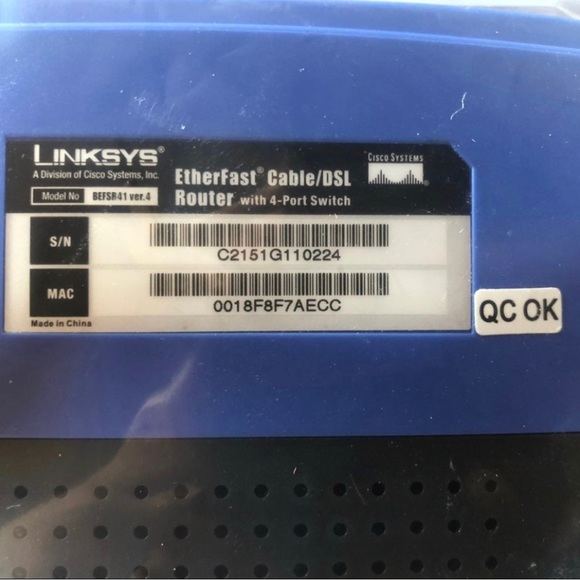 LINKSYS®
A Division of Cisco Systems, Inc.
Model No BEFSR41 ver.4
EtherFast® Cable/DSL
Router with 4-Port Switch
CISCO SYSTEMS
®
S/N
C2151G110224
MAC
0018F8F7AECC
Made in China
QC OK